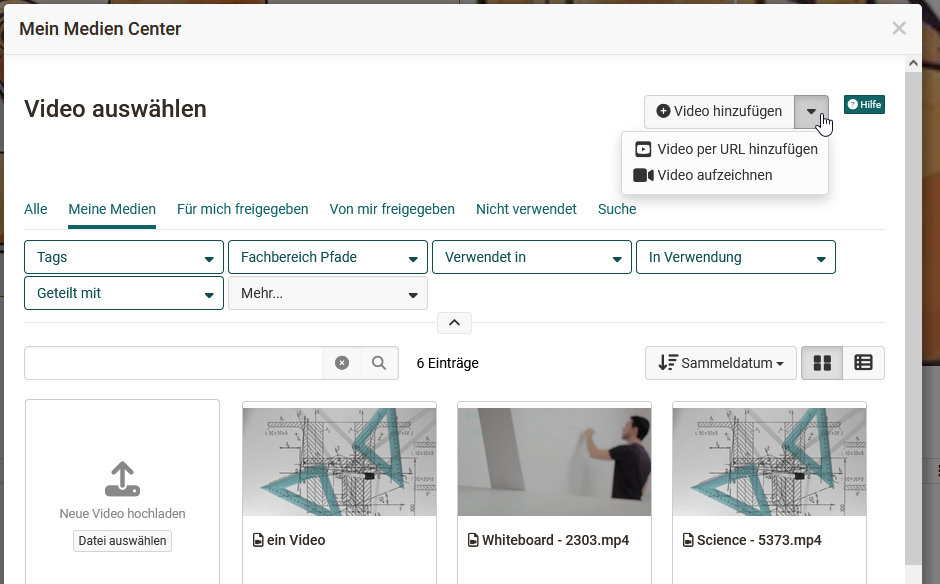 Mein Medien Center
Video auswählen
Video hinzufügen
Hilfe
Video per URL hinzufügen
Video aufzeichnen
Alle Meine Medien Für mich freigegeben Von mir freigegeben Nicht verwendet Suche
Tags Fachbereich Pfade Verwendet in In Verwendung
Geteilt mit Mehr...
6 Einträge Sammeldatum
Neue Video hochladen
Datei auswählen
ein Video Whiteboard - 2303.mp4 Science - 5373.mp4